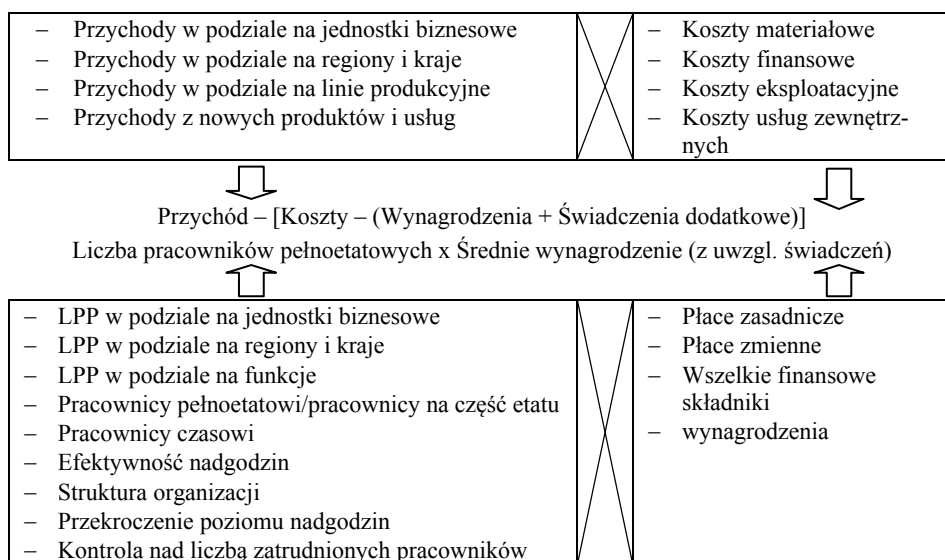 – Przychody w podziale na jednostki biznesowe
– Przychody w podziale na regiony i kraje
– Przychody w podziale na linie produkcyjne
– Przychody z nowych produktów i usług
– Koszty materiałowe
– Koszty finansowe
– Koszty eksploatacyjne
– Koszty usług zewnętrz-
nych
Przychód – [Koszty – (Wynagrodzenia + Świadczenia dodatkowe)]
Liczba pracowników pełnoetatowych x Średnie wynagrodzenie (z uwzgl. świadczeń)
– LPP w podziale na jednostki biznesowe
– LPP w podziale na regiony i kraje
– LPP w podziale na funkcje
– Pracownicy pełnoetatowi/pracownicy na część etatu
– Pracownicy czasowi
– Efektywność nadgodzin
– Struktura organizacji
– Przekroczenie poziomu nadgodzin
– Kontrola nad liczbą zatrudnionych pracowników
– Płace zasadnicze
– Płace zmienne
– Wszelkie finansowe
składniki
– wynagrodzenia